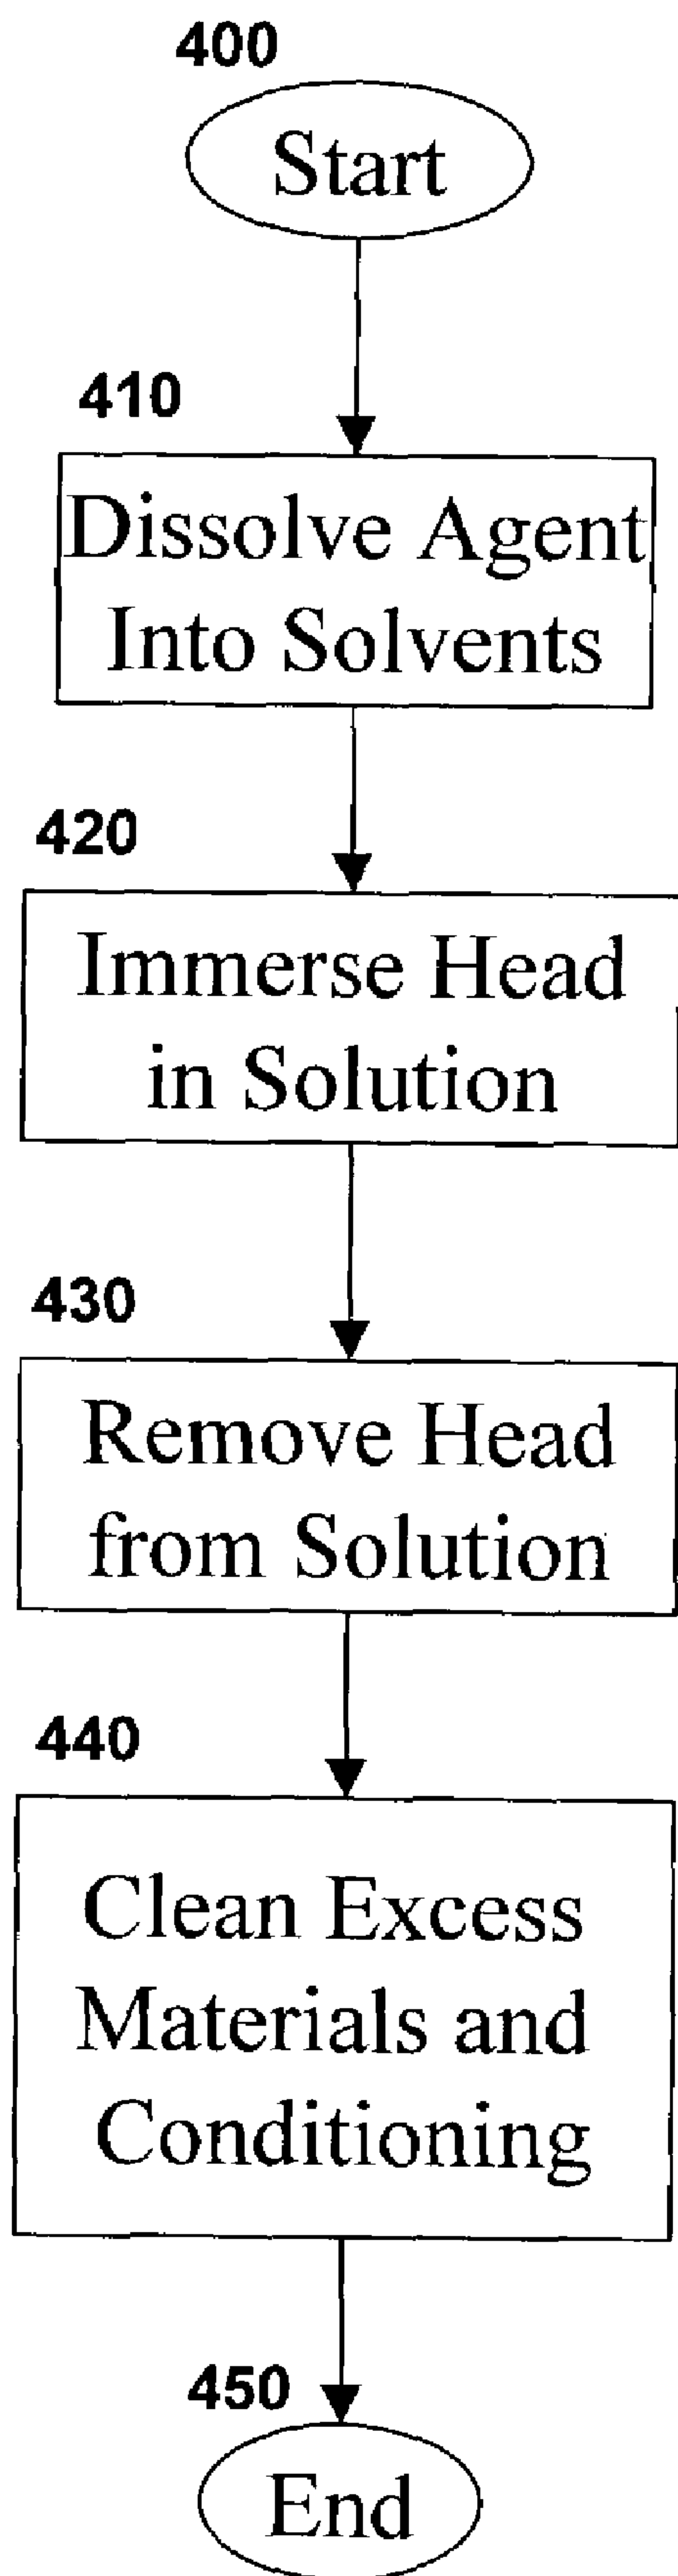 400
Start
410
Dissolve Agent
Into Solvents
420
Immerse Head
in Solution
430
Remove Head
from Solution
440
Clean Excess
Materials and
Conditioning
450
End